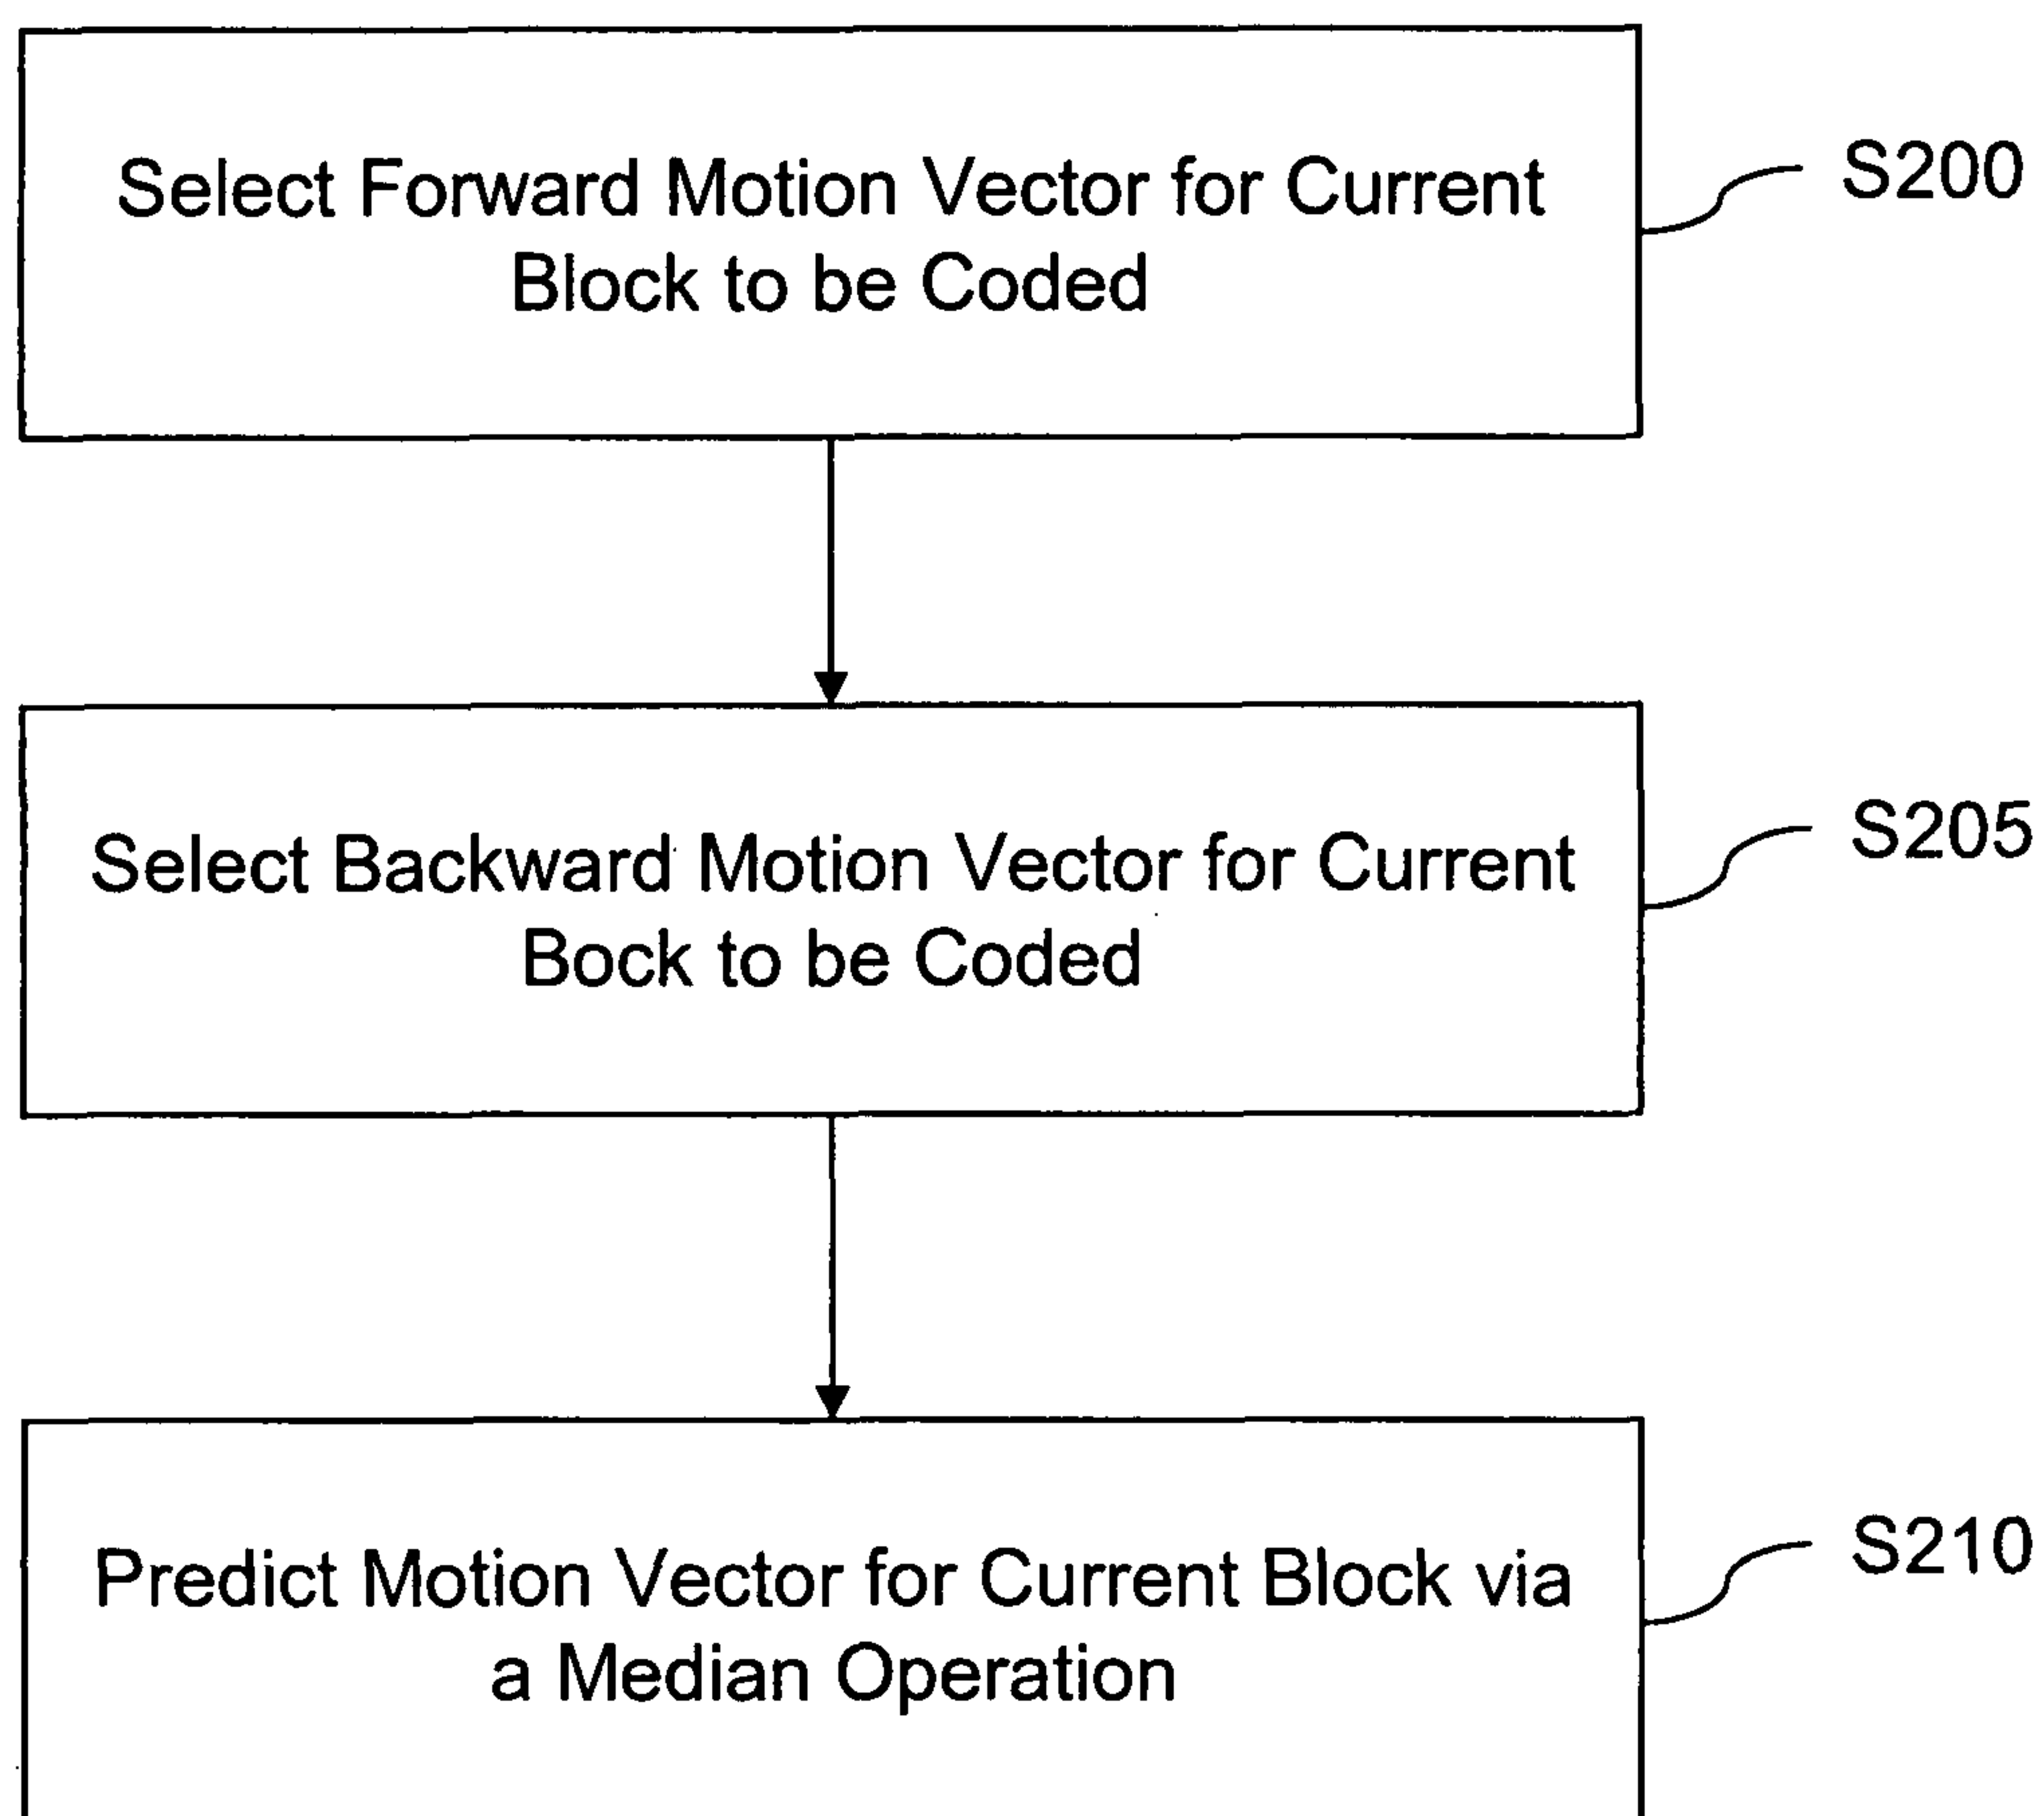 Select Forward Motion Vector for Current
Block to be Coded
S200
Select Backward Motion Vector for Current
Bock to be Coded
S205
Predict Motion Vector for Current Block via
a Median Operation
S210